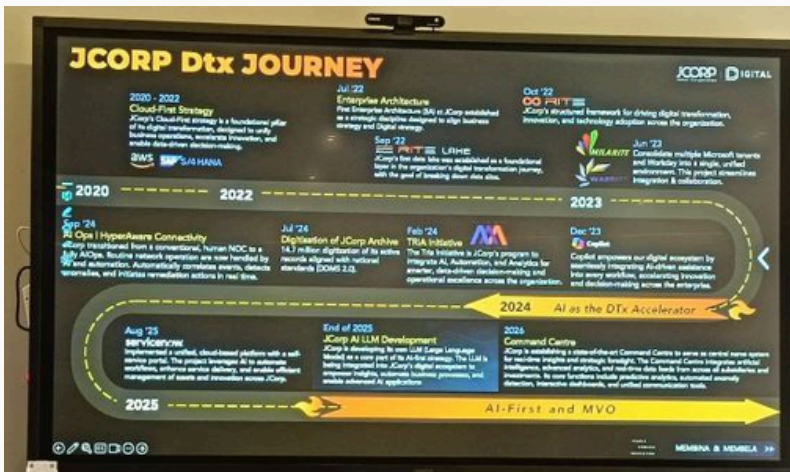 JCORP Dtx JOURNEY
JCORP DIGITAL
2020 - 2022
Cloud-First Strategy
JCorp's Cloud-First strategy is a foundational pillar
of its digital transformation, designed to unify
business operations, accelerate innovation, and
enable data-driven decision-making.
aws SAP S/4 HANA
Jul '22
Enterprise Architecture
First Enterprise Architecture (EA) at JCorp established
as a strategic discipline designed to align business
strategy and Digital strategy.
Sep '22
RITE LAKE
JCorp's first data lake was established as a foundational
layer in the organization's digital transformation journey,
with the goal of breaking down data silos.
Oct '22
RITE
JCorp's structured framework for driving digital transformation,
innovation, and technology adoption across the organization.
MILARITE
Jun '23
Consolidate multiple Microsoft tenants
and Workday into a single, unified
environment. This project streamlines
integration & collaboration.
2020
2022
2023
Sep '24
AI Ops | HyperAware Connectivity
JCorp transitioned from a conventional, human NOC to a
fully AIOps. Routine network operation are now handled by
AI and automation. Automatically correlates events, detects
anomalies, and initiates remediation actions in real time.
Jul '24
Digitisation of JCorp Archive
14.7 million digitization of its active
records aligned with national
standards (DDMS 2.0).
Feb '24
TRIA Initiative
The Tria Initiative is JCorp's program to
integrate AI, Automation, and Analytics for
smarter, data-driven decision-making and
operational excellence across the organization.
Dec '23
Copilot
Copilot empowers our digital ecosystem by
seamlessly integrating AI-driven assistance
into every workflow, accelerating innovation
and decision-making across the enterprise.
2024 AI as the DTx Accelerator
Aug '25
servicenow
Implemented a unified, cloud-based platform with a self-
service portal. The project leverages AI to automate
workflows, enhance service delivery, and enable efficient
management of assets and innovation across JCorp.
End of 2025
JCorp AI LLM Development
JCorp is developing its own LLM (Large Language
Model) as a core part of its AI-first strategy. The LLM is
being integrated into JCorp's digital ecosystem to
empower insights, automate business processes, and
enable advanced AI applications
2026
Command Centre
JCorp is establishing a state-of-the-art Command Centre to serve as central nerve system
for real-time insights and strategic foresight. The Command Centre integrates artificial
intelligence, advanced analytics, and real-time data feeds from across all subsidiaries and
investments. Its core functions include predictive analytics, automated anomaly
detection, interactive dashboards, and unified communication tools.
2025
AI-First and MVO
MEMBINA & MEMBELA